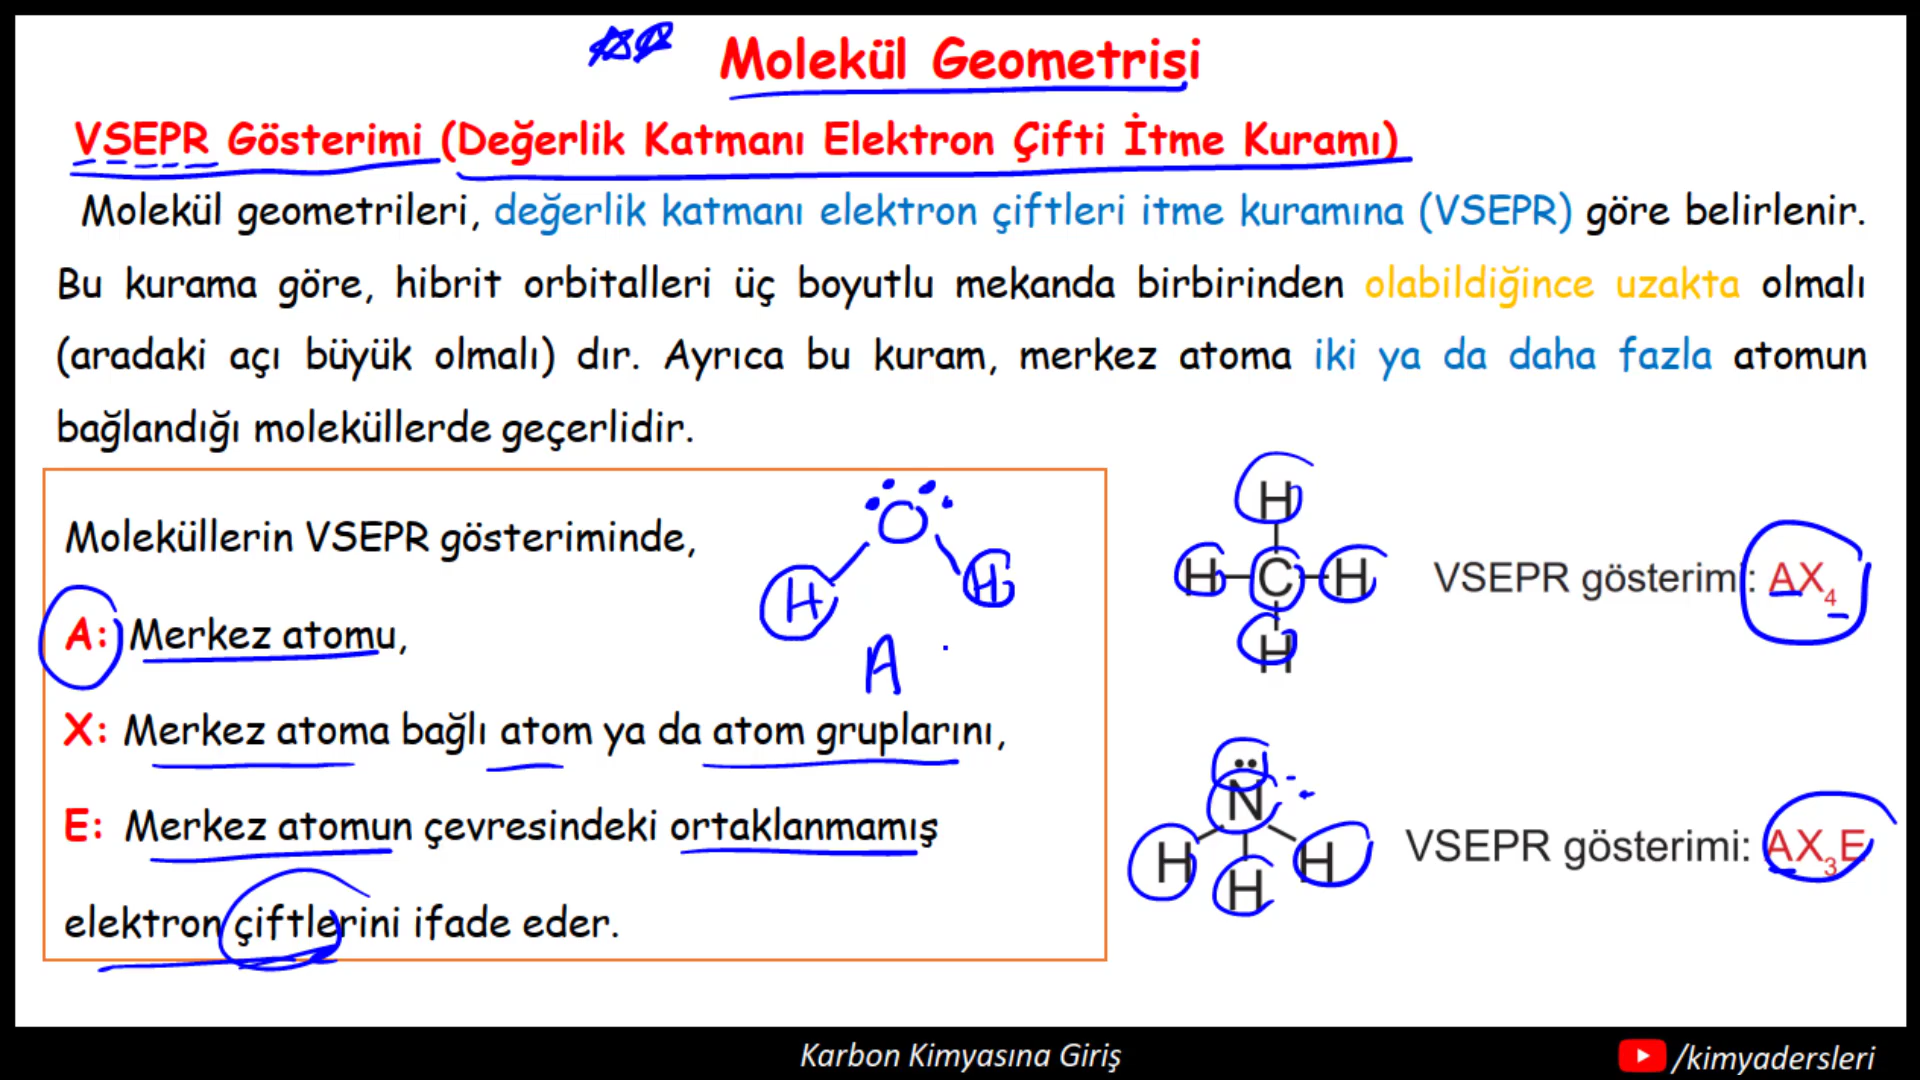 Molekül Geometrisi
VSEPR Gösterimi (Değerlik Katmanı Elektron Çifti İtme Kuramı)
Molekül geometrileri, değerlik katmanı elektron çiftleri itme kuramına (VSEPR) göre belirlenir.
Bu kurama göre, hibrit orbitalleri üç boyutlu mekanda birbirinden olabildiğince uzakta olmalı
(aradaki açı büyük olmalı) dır. Ayrıca bu kuram, merkez atoma iki ya da daha fazla atomun
bağlandığı moleküllerde geçerlidir.
Moleküllerin VSEPR gösteriminde,
A: Merkez atomu,
X: Merkez atoma bağlı atom ya da atom gruplarını,
E: Merkez atomun çevresindeki ortaklanmamış
elektron çiftlerini ifade eder.
O
H H
A
H
H C H
H
VSEPR gösterimi: AX₄
N
H H H
VSEPR gösterimi: AX₃E
Karbon Kimyasına Giriş
/kimyadersleri